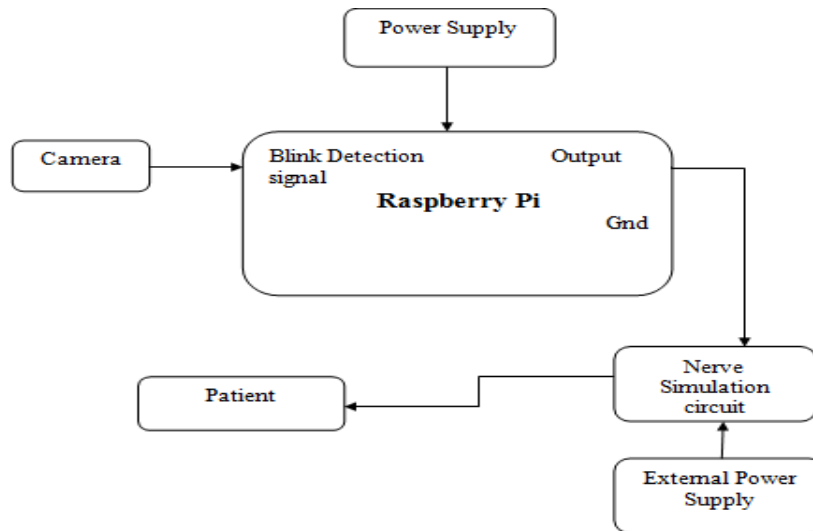 Power Supply
Camera
Blink Detection
signal
Output
Raspberry Pi
Gnd
Nerve
Simulation
circuit
Patient
External Power
Supply